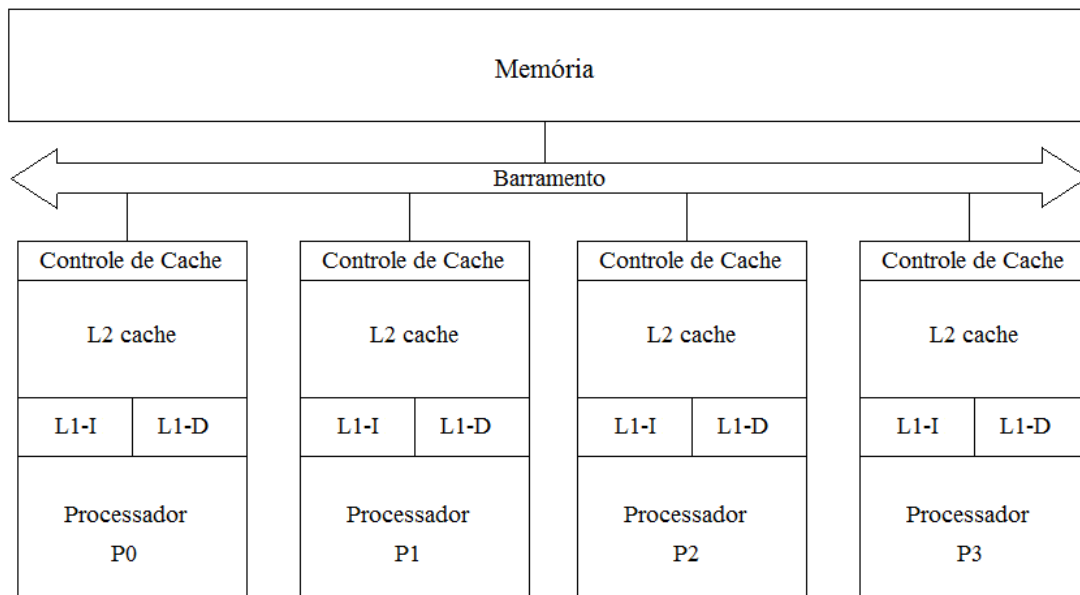 Memória
Barramento
Controle de Cache Controle de Cache Controle de Cache Controle de Cache
L2 cache L2 cache L2 cache L2 cache
L1-I L1-D L1-I L1-D L1-I L1-D L1-I L1-D
Processador Processador Processador Processador
P0 P1 P2 P3